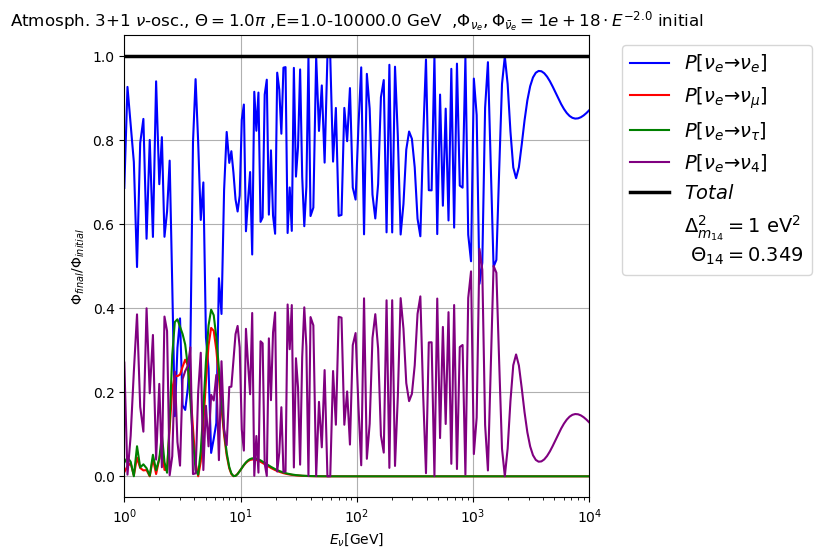 Atmosph. 3+1 ν-osc., Θ = 1.0π ,E=1.0-10000.0 GeV ,Φ_{ν_e}, Φ_{ν̄_e} = 1e + 18 · E^{−2.0} initial
P[ν_e→ν_e]
P[ν_e→ν_μ]
P[ν_e→ν_τ]
P[ν_e→ν_4]
Total
Δ²_{m_{14}} = 1 eV²
Θ_{14} = 0.349
Φ_{final}/Φ_{initial}
1.0
0.8
0.6
0.4
0.2
0.0
10^0 10^1 10^2 10^3 10^4
E_ν[GeV]